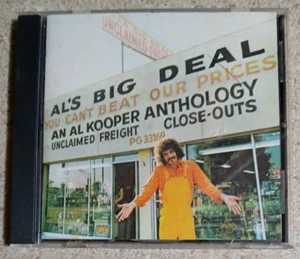 UNCLAIMED FREIGHT
AL'S BIG DEAL
YOU CAN'T BEAT OUR PRICES
AN AL KOOPER ANTHOLOGY
UNCLAIMED FREIGHT CLOSE-OUTS
PG 33169